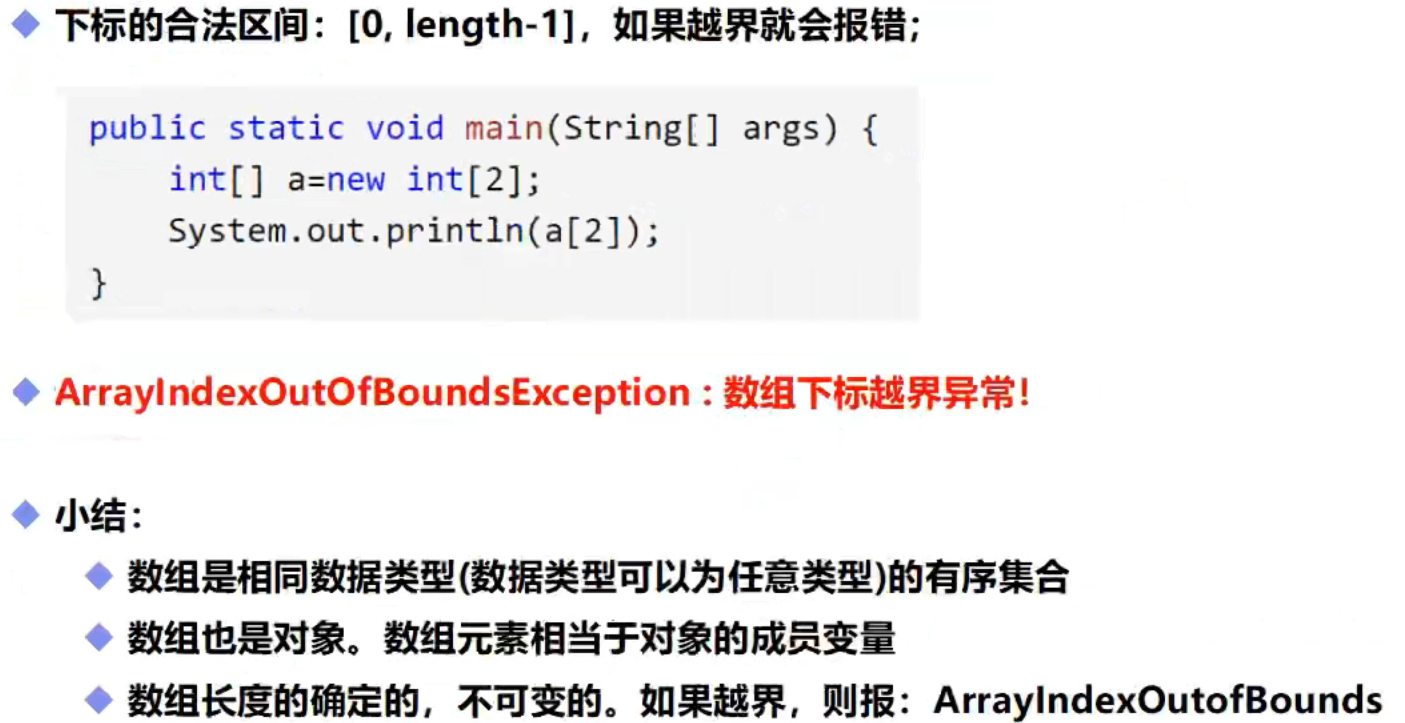 下标的合法区间：[0, length-1]，如果越界就会报错；
public static void main(String[] args) {
    int[] a=new int[2];
    System.out.println(a[2]);
}
ArrayIndexOutOfBoundsException : 数组下标越界异常!
小结：
数组是相同数据类型(数据类型可以为任意类型)的有序集合
数组也是对象。数组元素相当于对象的成员变量
数组长度的确定的，不可变的。如果越界，则报：ArrayIndexOutofBounds